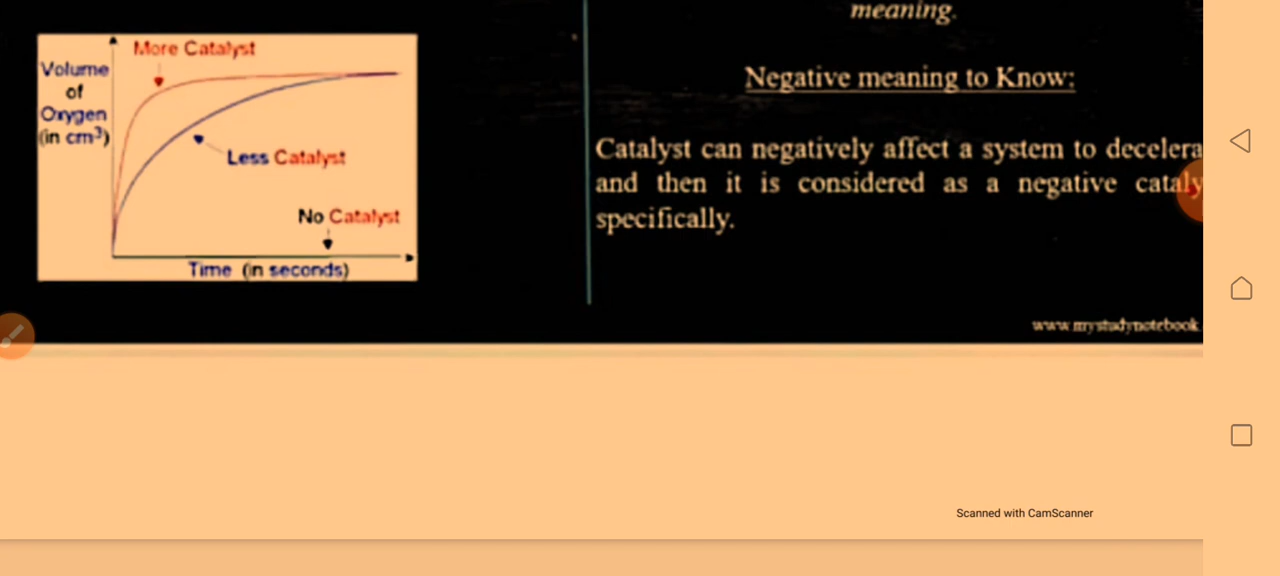 meaning.
More Catalyst
Volume
of
Oxygen
(in cm³)
Less Catalyst
No Catalyst
Time (in seconds)
Negative meaning to Know:
Catalyst can negatively affect a system to decelera
and then it is considered as a negative cataly
specifically.
www.mystudynotebook
Scanned with CamScanner